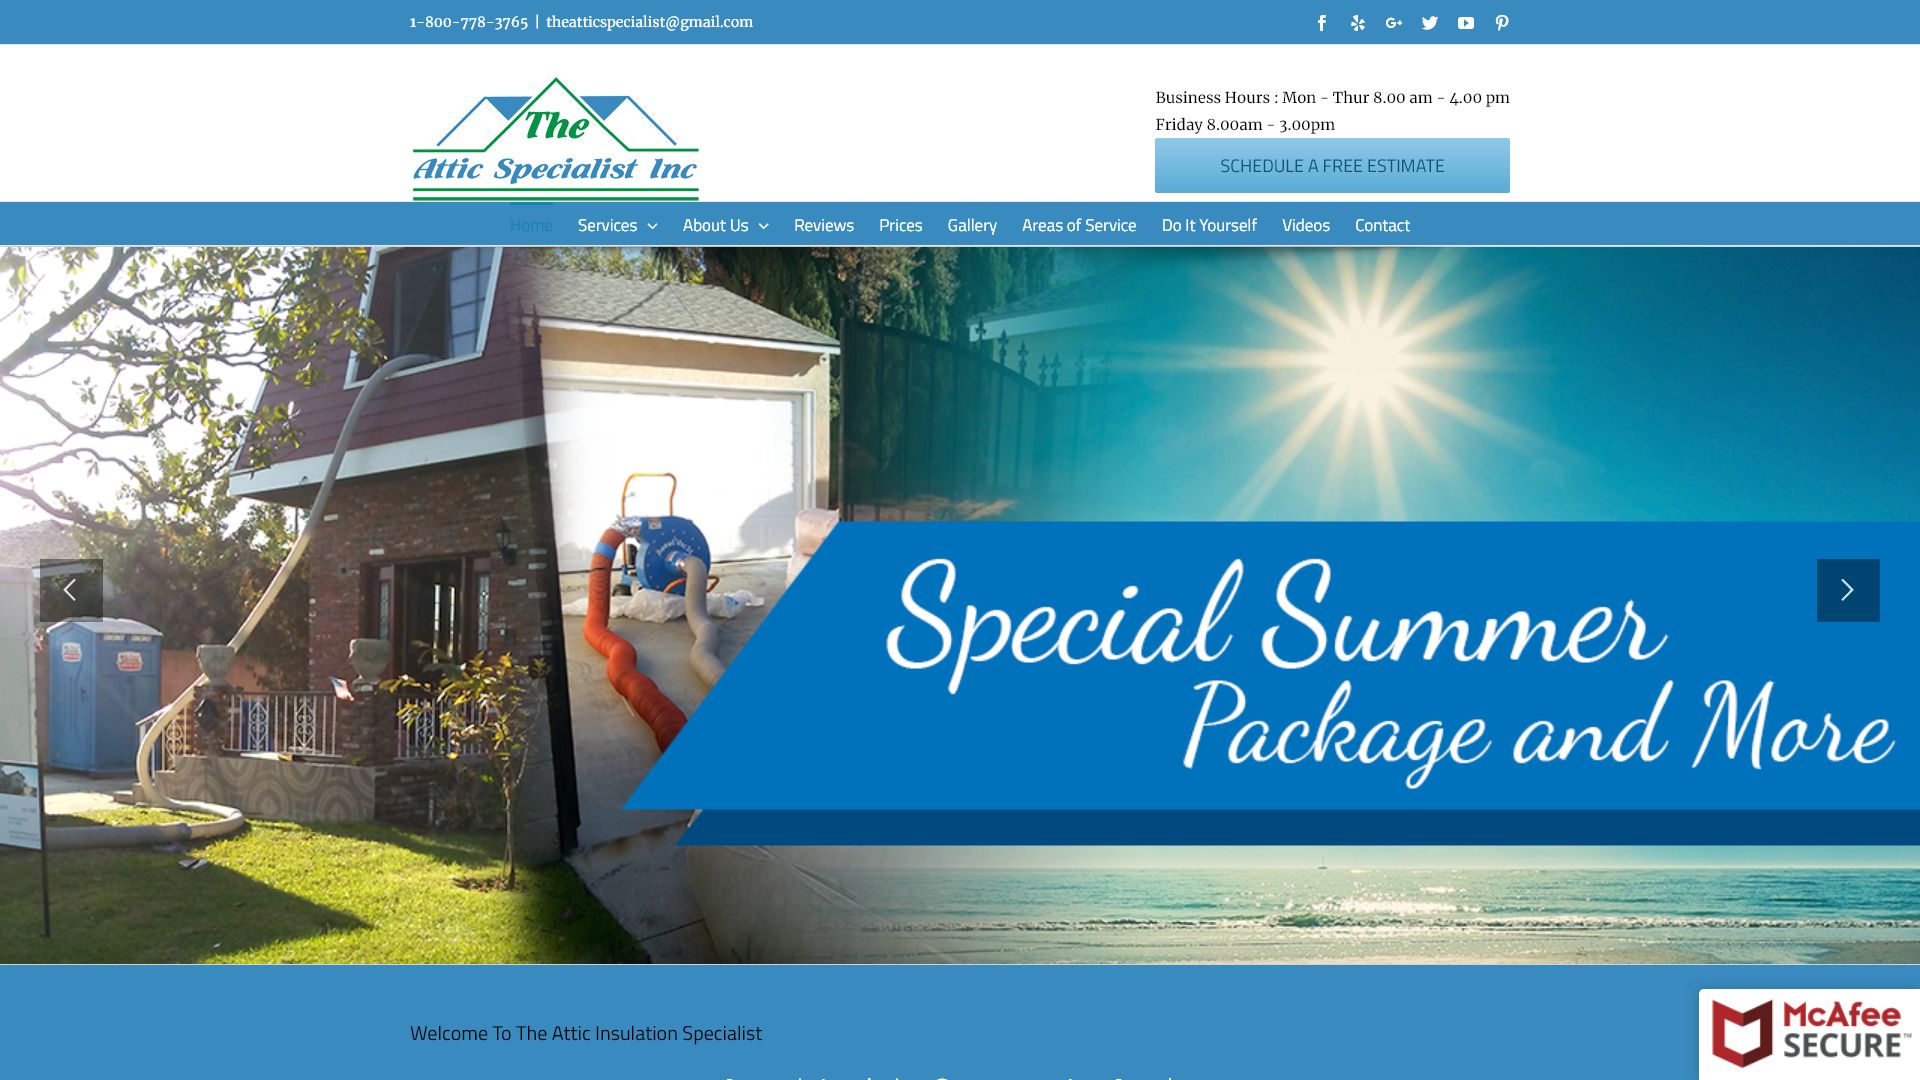 1-800-778-3765 | theatticspecialist@gmail.com
The
Attic Specialist Inc
Business Hours : Mon - Thur 8.00 am - 4.00 pm
Friday 8.00am - 3.00pm
SCHEDULE A FREE ESTIMATE
Home Services About Us Reviews Prices Gallery Areas of Service Do It Yourself Videos Contact
Special Summer
Package and More
Welcome To The Attic Insulation Specialist
McAfee
SECURE™